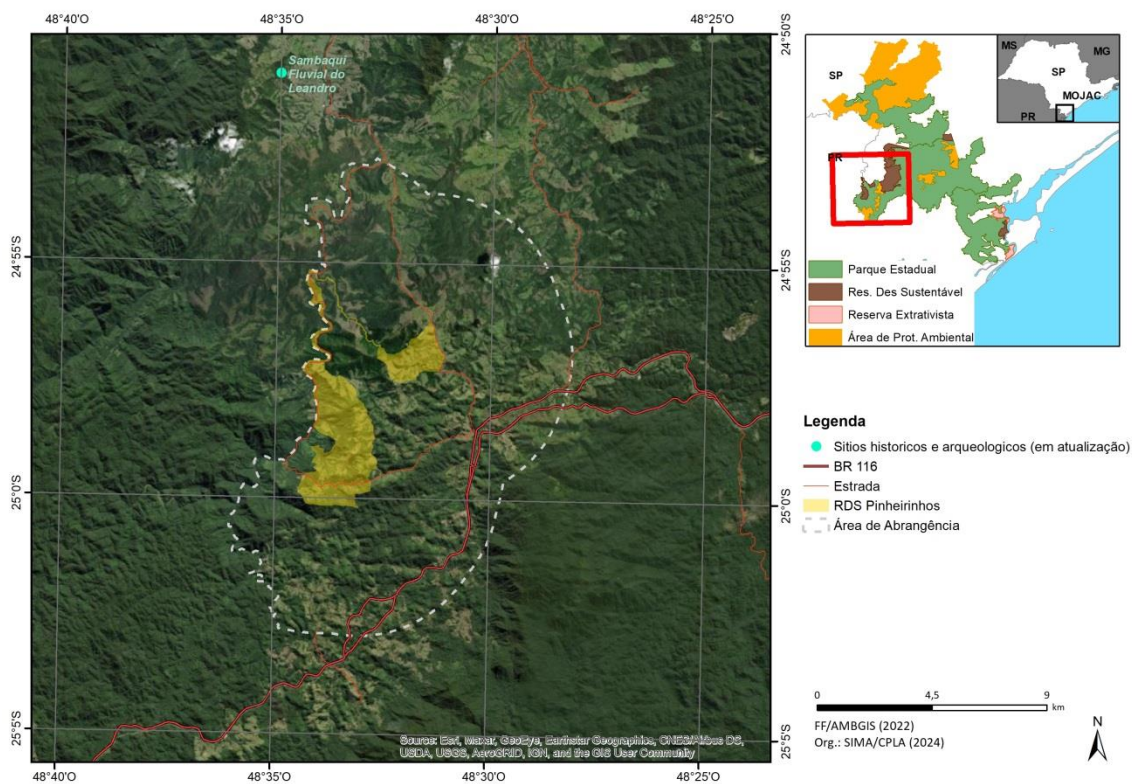 48°40'O
48°35'O
48°30'O
48°25'O
24°50'S
Sambaqui
Fluvial do
Leandro
24°55'S
24°55'S
25°0'S
25°0'S
25°5'S
25°5'S
Source: Esri, Maxar, GeoEye, Earthstar Geographics, CNES/Airbus DS,
USDA, USGS, AeroGRID, IGN, and the GIS User Community
48°40'O
48°35'O
48°30'O
48°25'O
MS
MG
SP
SP
MOJAC
PR
PR
Parque Estadual
Res. Des Sustentável
Reserva Extrativista
Área de Prot. Ambiental
Legenda
Sitios historicos e arqueologicos (em atualização)
BR 116
Estrada
RDS Pinheirinhos
Área de Abrangência
0 4,5 9
km
FF/AMBGIS (2022)
Org.: SIMA/CPLA (2024)
N